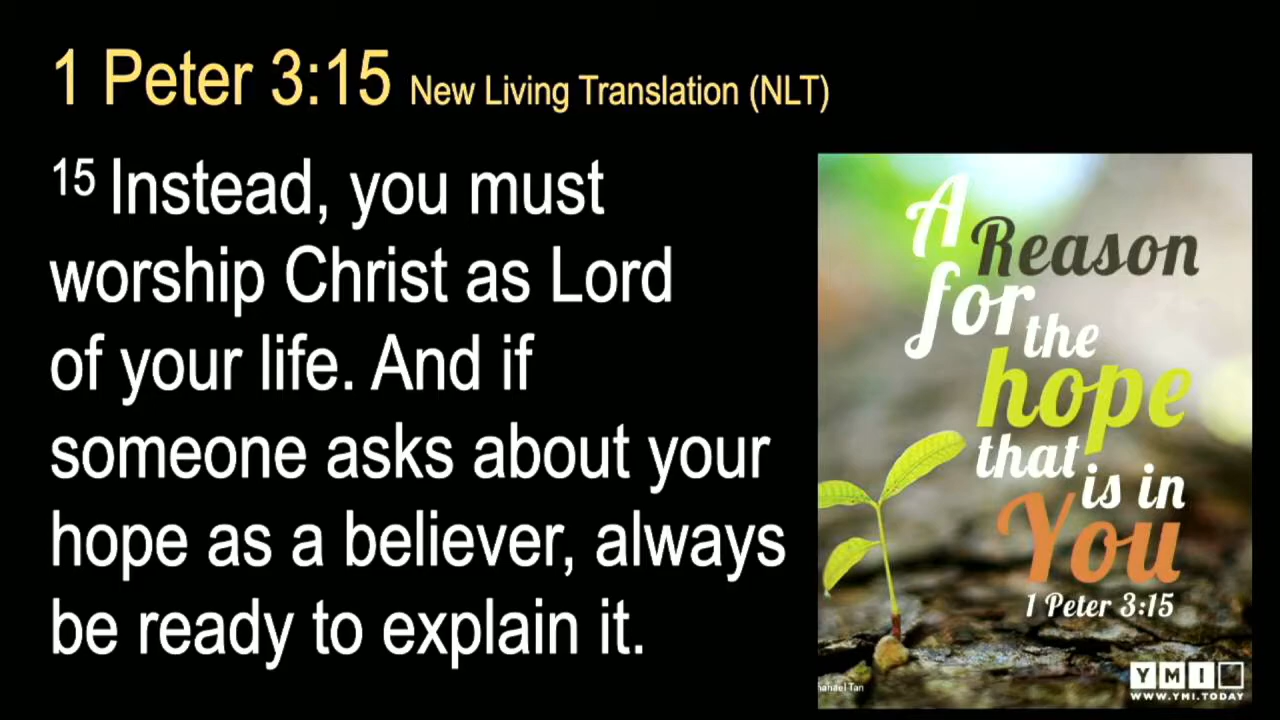 1 Peter 3:15 New Living Translation (NLT)
15 Instead, you must
worship Christ as Lord
of your life. And if
someone asks about your
hope as a believer, always
be ready to explain it.
A
Reason
for
the
hope
that
is in
You
1 Peter 3:15
Tan
YMI
WWW.YMI.TODAY